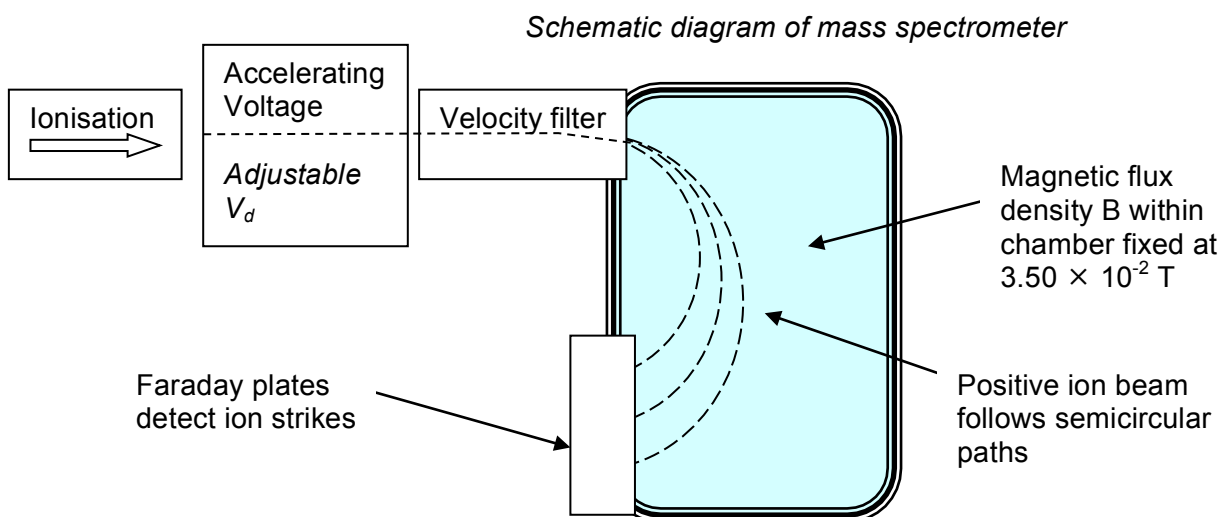 Schematic diagram of mass spectrometer
Ionisation
Accelerating
Voltage
Adjustable
V_d
Velocity filter
Magnetic flux
density B within
chamber fixed at
3.50 × 10⁻² T
Faraday plates
detect ion strikes
Positive ion beam
follows semicircular
paths